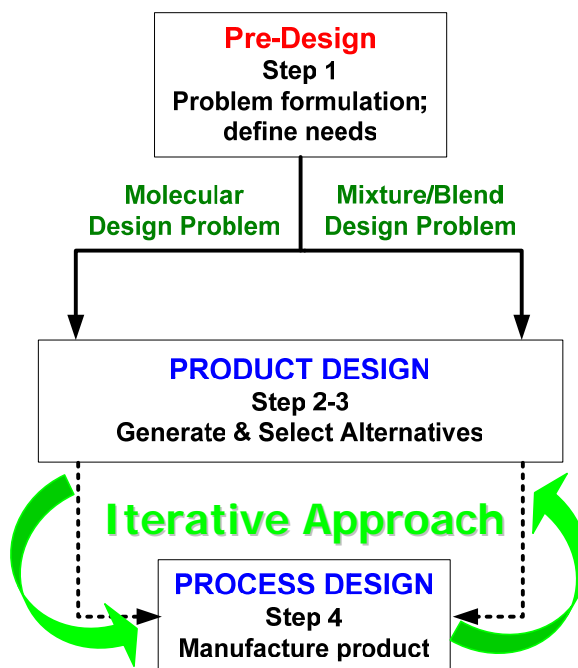 Pre-Design
Step 1
Problem formulation;
define needs
Molecular
Design Problem
Mixture/Blend
Design Problem
PRODUCT DESIGN
Step 2-3
Generate & Select Alternatives
Iterative Approach
PROCESS DESIGN
Step 4
Manufacture product